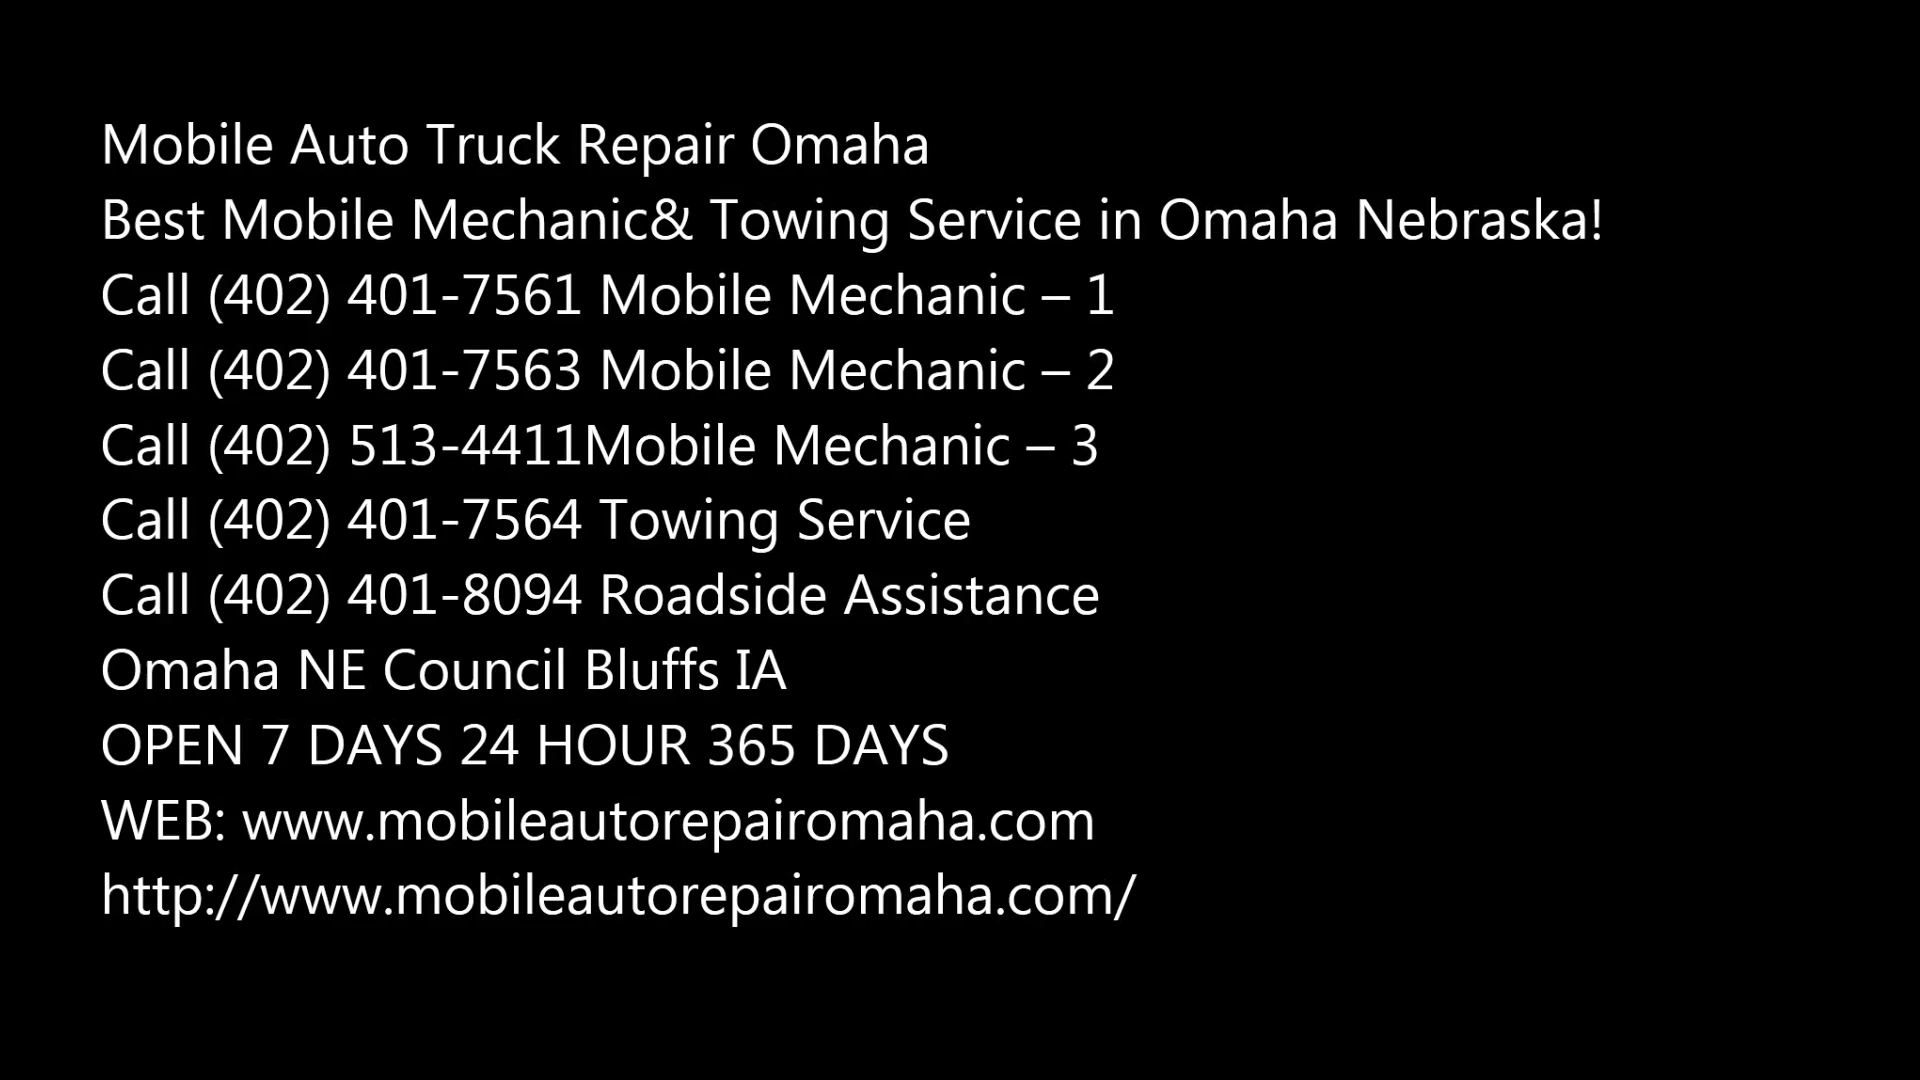 Mobile Auto Truck Repair Omaha
Best Mobile Mechanic& Towing Service in Omaha Nebraska!
Call (402) 401-7561 Mobile Mechanic – 1
Call (402) 401-7563 Mobile Mechanic – 2
Call (402) 513-4411Mobile Mechanic – 3
Call (402) 401-7564 Towing Service
Call (402) 401-8094 Roadside Assistance
Omaha NE Council Bluffs IA
OPEN 7 DAYS 24 HOUR 365 DAYS
WEB: www.mobileautorepairomaha.com
http://www.mobileautorepairomaha.com/